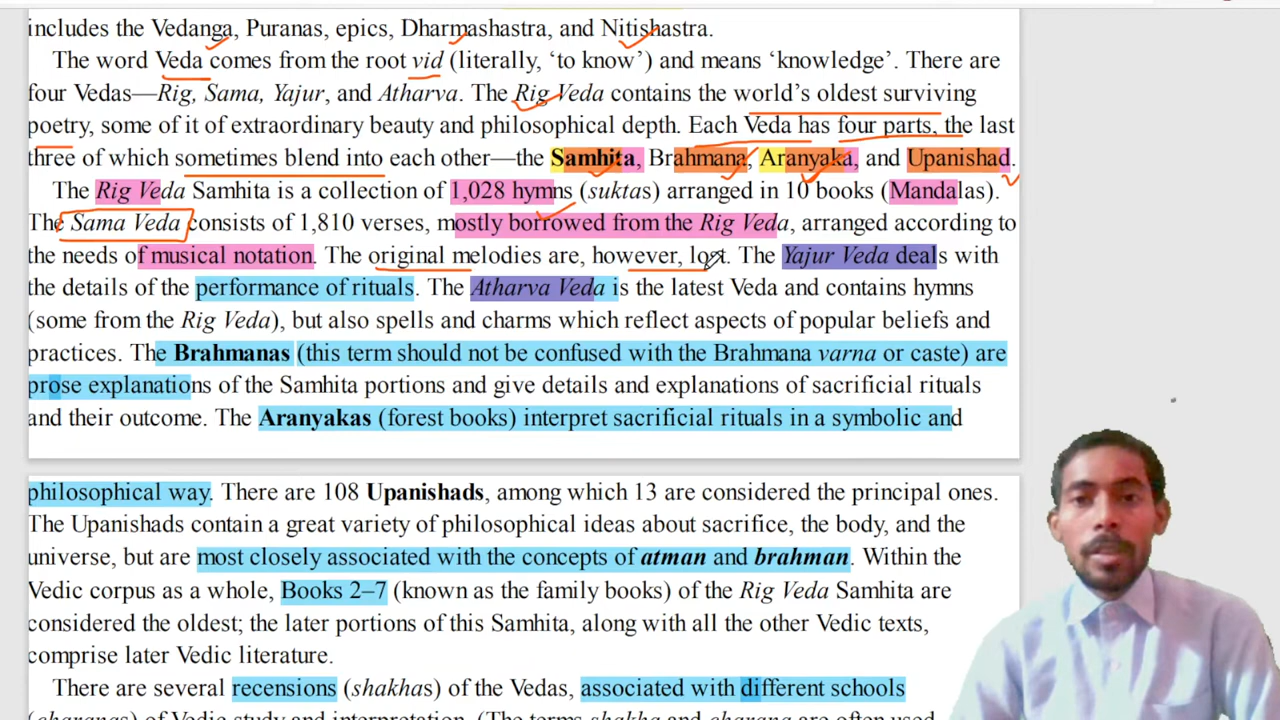 includes the Vedanga, Puranas, epics, Dharmashastra, and Nitishastra.
The word Veda comes from the root vid (literally, ‘to know’) and means ‘knowledge’. There are
four Vedas—Rig, Sama, Yajur, and Atharva. The Rig Veda contains the world’s oldest surviving
poetry, some of it of extraordinary beauty and philosophical depth. Each Veda has four parts, the last
three of which sometimes blend into each other—the Samhita, Brahmana, Aranyaka, and Upanishad.
The Rig Veda Samhita is a collection of 1,028 hymns (suktas) arranged in 10 books (Mandalas).
The Sama Veda consists of 1,810 verses, mostly borrowed from the Rig Veda, arranged according to
the needs of musical notation. The original melodies are, however, lost. The Yajur Veda deals with
the details of the performance of rituals. The Atharva Veda is the latest Veda and contains hymns
(some from the Rig Veda), but also spells and charms which reflect aspects of popular beliefs and
practices. The Brahmanas (this term should not be confused with the Brahmana varna or caste) are
prose explanations of the Samhita portions and give details and explanations of sacrificial rituals
and their outcome. The Aranyakas (forest books) interpret sacrificial rituals in a symbolic and
philosophical way. There are 108 Upanishads, among which 13 are considered the principal ones.
The Upanishads contain a great variety of philosophical ideas about sacrifice, the body, and the
universe, but are most closely associated with the concepts of atman and brahman. Within the
Vedic corpus as a whole, Books 2–7 (known as the family books) of the Rig Veda Samhita are
considered the oldest; the later portions of this Samhita, along with all the other Vedic texts,
comprise later Vedic literature.
There are several recensions (shakhas) of the Vedas, associated with different schools
(charanas) of Vedic study and interpretation. (The terms shakha and charana are often used